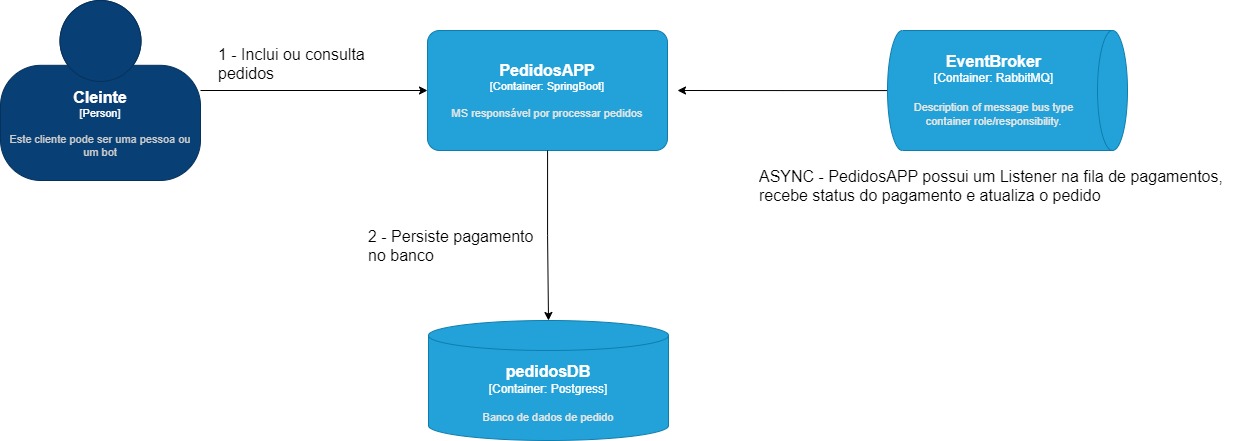 1 - Inclui ou consulta
pedidos
Cleinte
[Person]
Este cliente pode ser uma pessoa ou
um bot
PedidosAPP
[Container: SpringBoot]
MS responsável por processar pedidos
EventBroker
[Container: RabbitMQ]
Description of message bus type
container role/responsibility.
ASYNC - PedidosAPP possui um Listener na fila de pagamentos,
recebe status do pagamento e atualiza o pedido
2 - Persiste pagamento
no banco
pedidosDB
[Container: Postgress]
Banco de dados de pedido